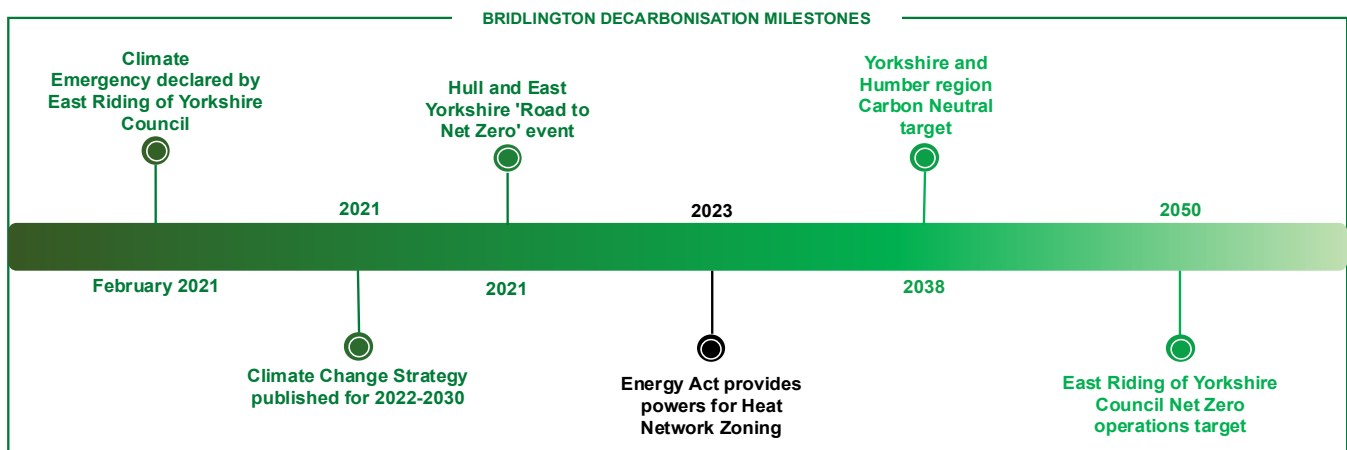 BRIDLINGTON DECARBONISATION MILESTONES
Climate
Emergency declared by
East Riding of Yorkshire
Council
Hull and East
Yorkshire 'Road to
Net Zero' event
Yorkshire and
Humber region
Carbon Neutral
target
2021
2023
2050
February 2021
2021
2038
Climate Change Strategy
published for 2022-2030
Energy Act provides
powers for Heat
Network Zoning
East Riding of Yorkshire
Council Net Zero
operations target